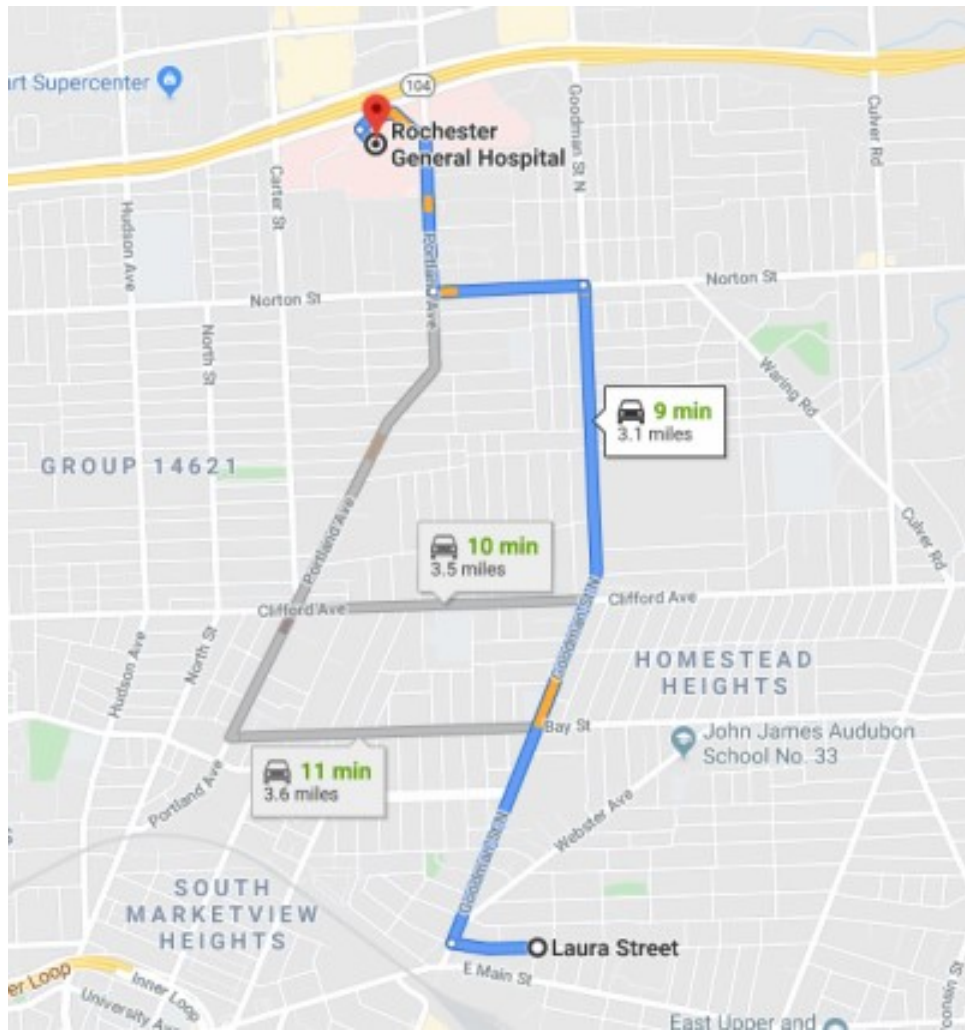 art Supercenter
104
Rochester
General Hospital
Goodman St N
Culver Rd
Carter St
Hudson Ave
Portland Ave
Norton St
Norton St
North St
Waring Rd
9 min
3.1 miles
GROUP 14621
Portland Ave
10 min
3.5 miles
Culver Rd
Clifford Ave
Clifford Ave
Goodman St N
North St
Hudson Ave
HOMESTEAD
HEIGHTS
Bay St
John James Audubon
School No. 33
11 min
3.6 miles
Portland Ave
Webster Ave
Goodman St N
SOUTH
MARKETVIEW
HEIGHTS
Laura Street
E Main St
er Loop
Inner Loop
University Ave
East Upper and